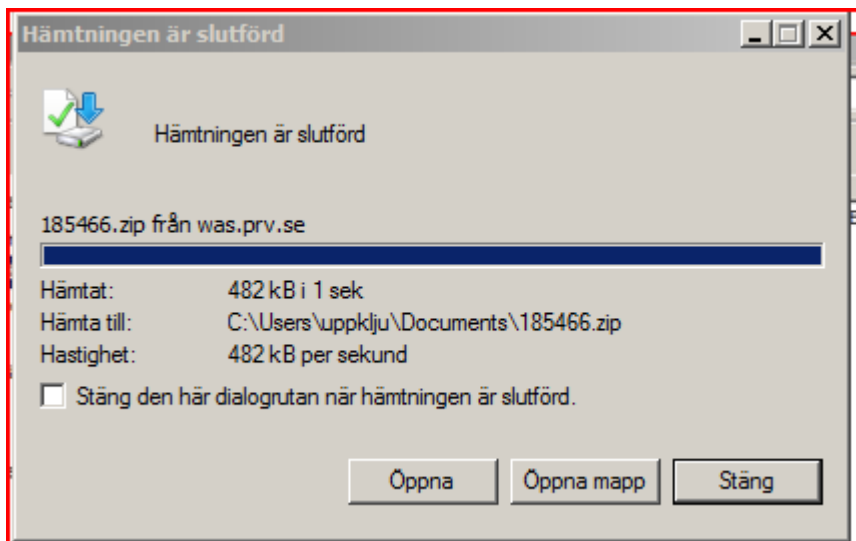 Hämtningen är slutförd
Hämtningen är slutförd
185466.zip från was.prv.se
Hämtat: 482 kB i 1 sek
Hämta till: C:\Users\uppklju\Documents\185466.zip
Hastighet: 482 kB per sekund
Stäng den här dialogrutan när hämtningen är slutförd.
Öppna Öppna mapp Stäng